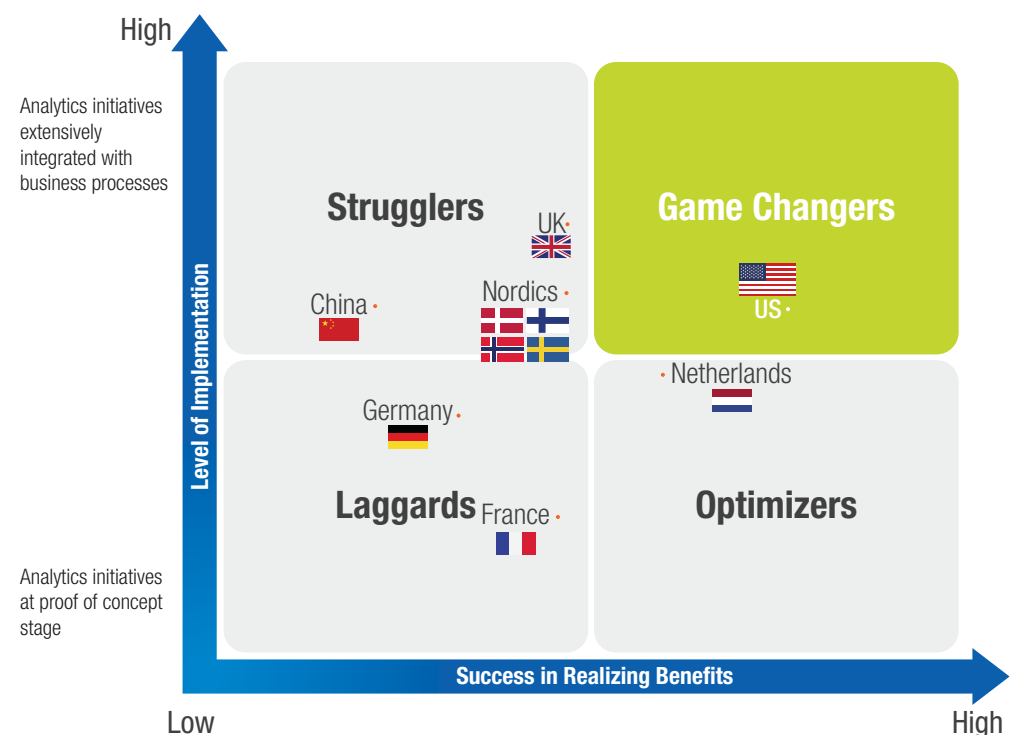 High
Analytics initiatives
extensively
integrated with
business processes
Level of Implementation
Strugglers
Game Changers
UK
Nordics
China
US
Netherlands
Germany
Laggards
France
Optimizers
Analytics initiatives
at proof of concept
stage
Success in Realizing Benefits
Low
High